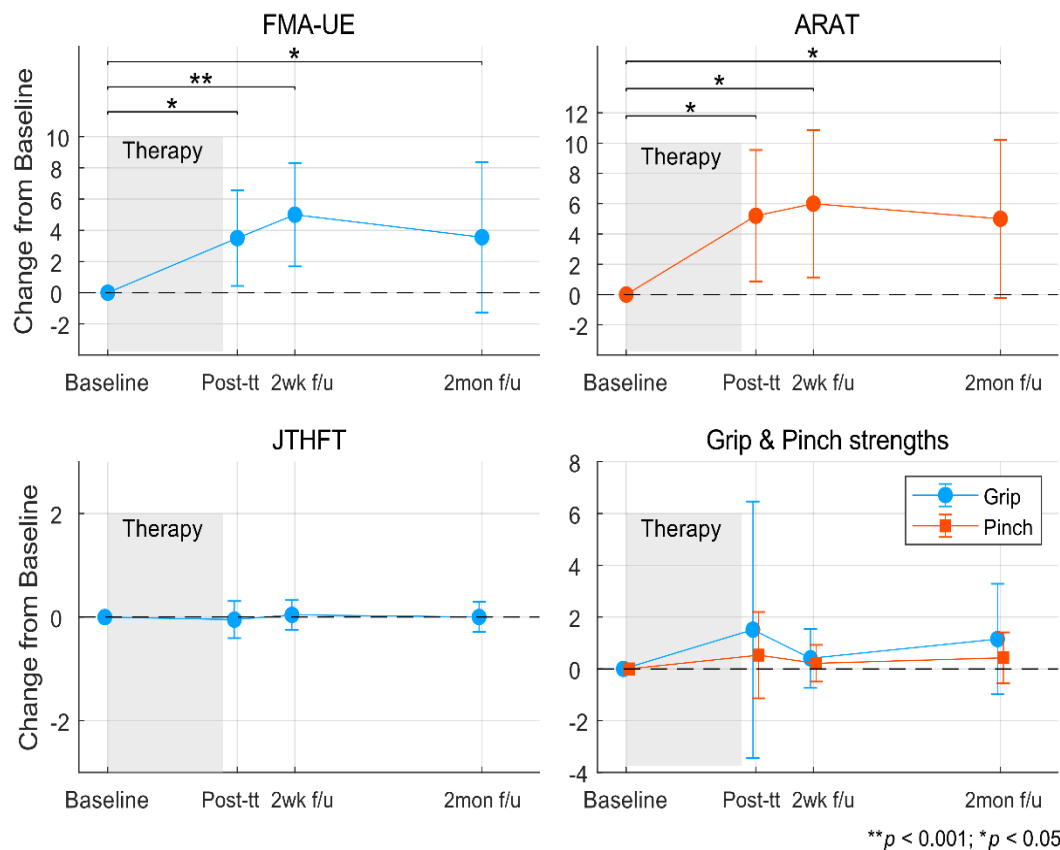 FMA-UE
Change from Baseline
10
8
6
4
2
0
-2
*
**
*
Therapy
Baseline
Post-tt
2wk f/u
2mon f/u
ARAT
12
10
8
6
4
2
0
-2
*
*
*
Therapy
Baseline
Post-tt
2wk f/u
2mon f/u
JTHFT
Change from Baseline
2
0
-2
Therapy
Baseline
Post-tt
2wk f/u
2mon f/u
Grip & Pinch strengths
8
6
4
2
0
-2
-4
Therapy
Grip
Pinch
Baseline
Post-tt
2wk f/u
2mon f/u
**p < 0.001; *p < 0.05